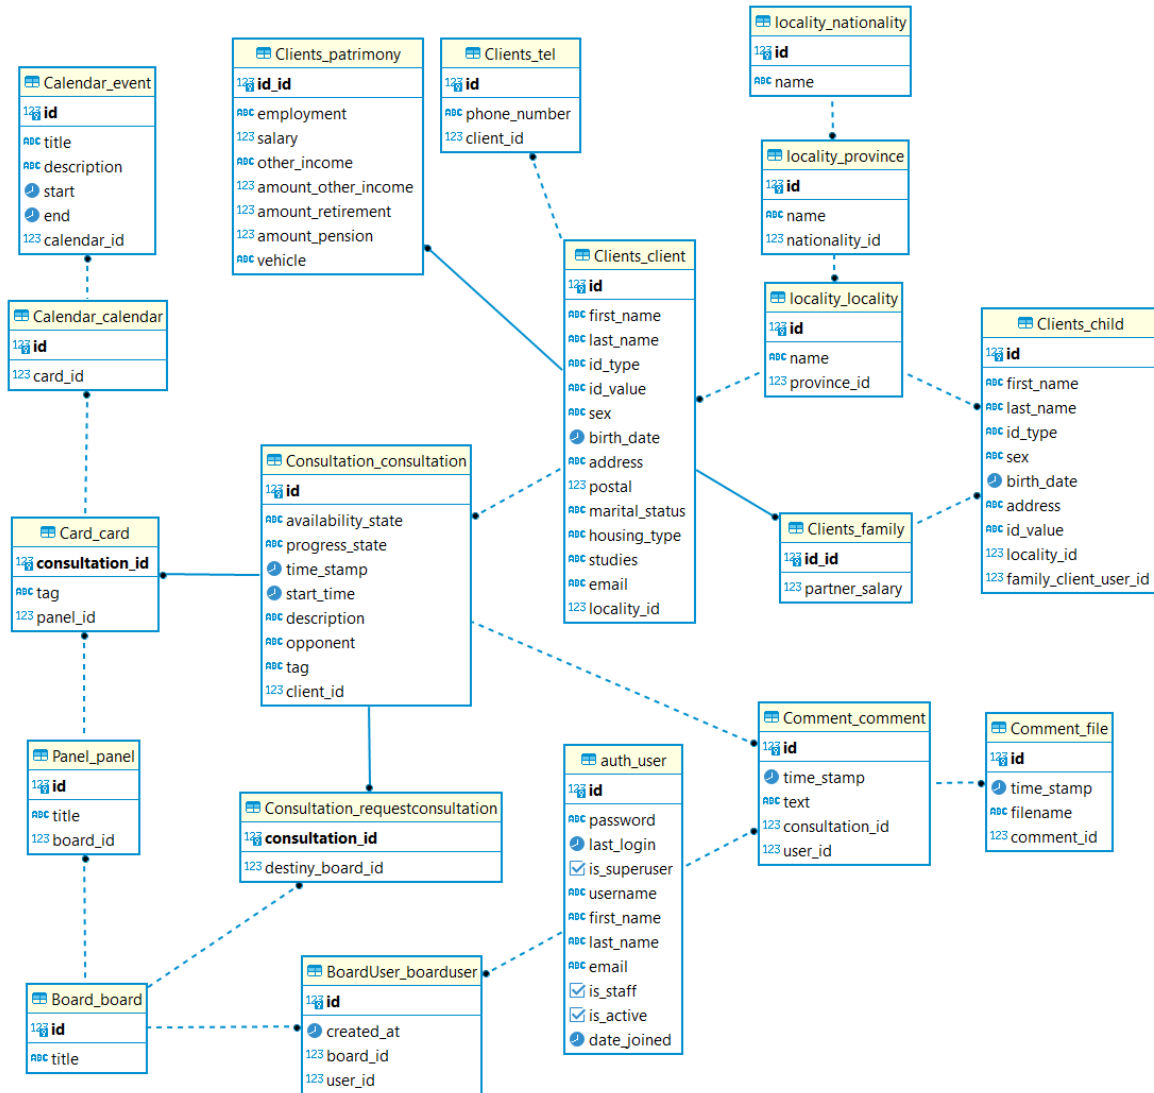 locality_nationality
id
name
Clients_patrimony
id_id
employment
salary
other_income
amount_other_income
amount_retirement
amount_pension
vehicle
Clients_tel
id
phone_number
client_id
Calendar_event
id
title
description
start
end
calendar_id
locality_province
id
name
nationality_id
Clients_client
id
first_name
last_name
id_type
id_value
sex
birth_date
address
postal
marital_status
housing_type
studies
email
locality_id
locality_locality
id
name
province_id
Calendar_calendar
id
card_id
Clients_child
id
first_name
last_name
id_type
sex
birth_date
address
id_value
locality_id
family_client_user_id
Consultation_consultation
id
availability_state
progress_state
time_stamp
start_time
description
opponent
tag
client_id
Card_card
consultation_id
tag
panel_id
Clients_family
id_id
partner_salary
Comment_comment
id
time_stamp
text
consultation_id
user_id
Comment_file
id
time_stamp
filename
comment_id
Panel_panel
id
title
board_id
auth_user
id
password
last_login
is_superuser
username
first_name
last_name
email
is_staff
is_active
date_joined
Consultation_requestconsultation
consultation_id
destiny_board_id
BoardUser_boarduser
id
created_at
board_id
user_id
Board_board
id
title